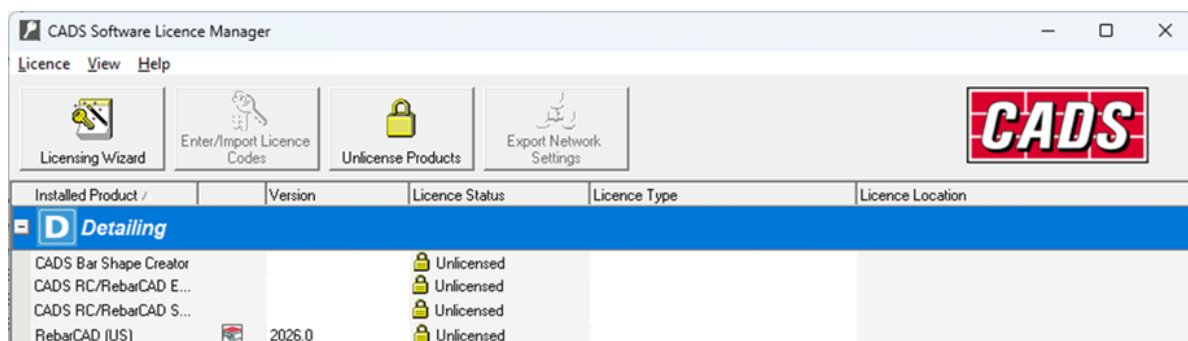 CADS Software Licence Manager
Licence View Help
Licensing Wizard
Enter/Import Licence
Codes
Unlicense Products
Export Network
Settings
CADS
Installed Product / Version Licence Status Licence Type Licence Location
D Detailing
CADS Bar Shape Creator Unlicensed
CADS RC/RebarCAD E... Unlicensed
CADS RC/RebarCAD S... Unlicensed
RebarCAD (US) 2026.0 Unlicensed